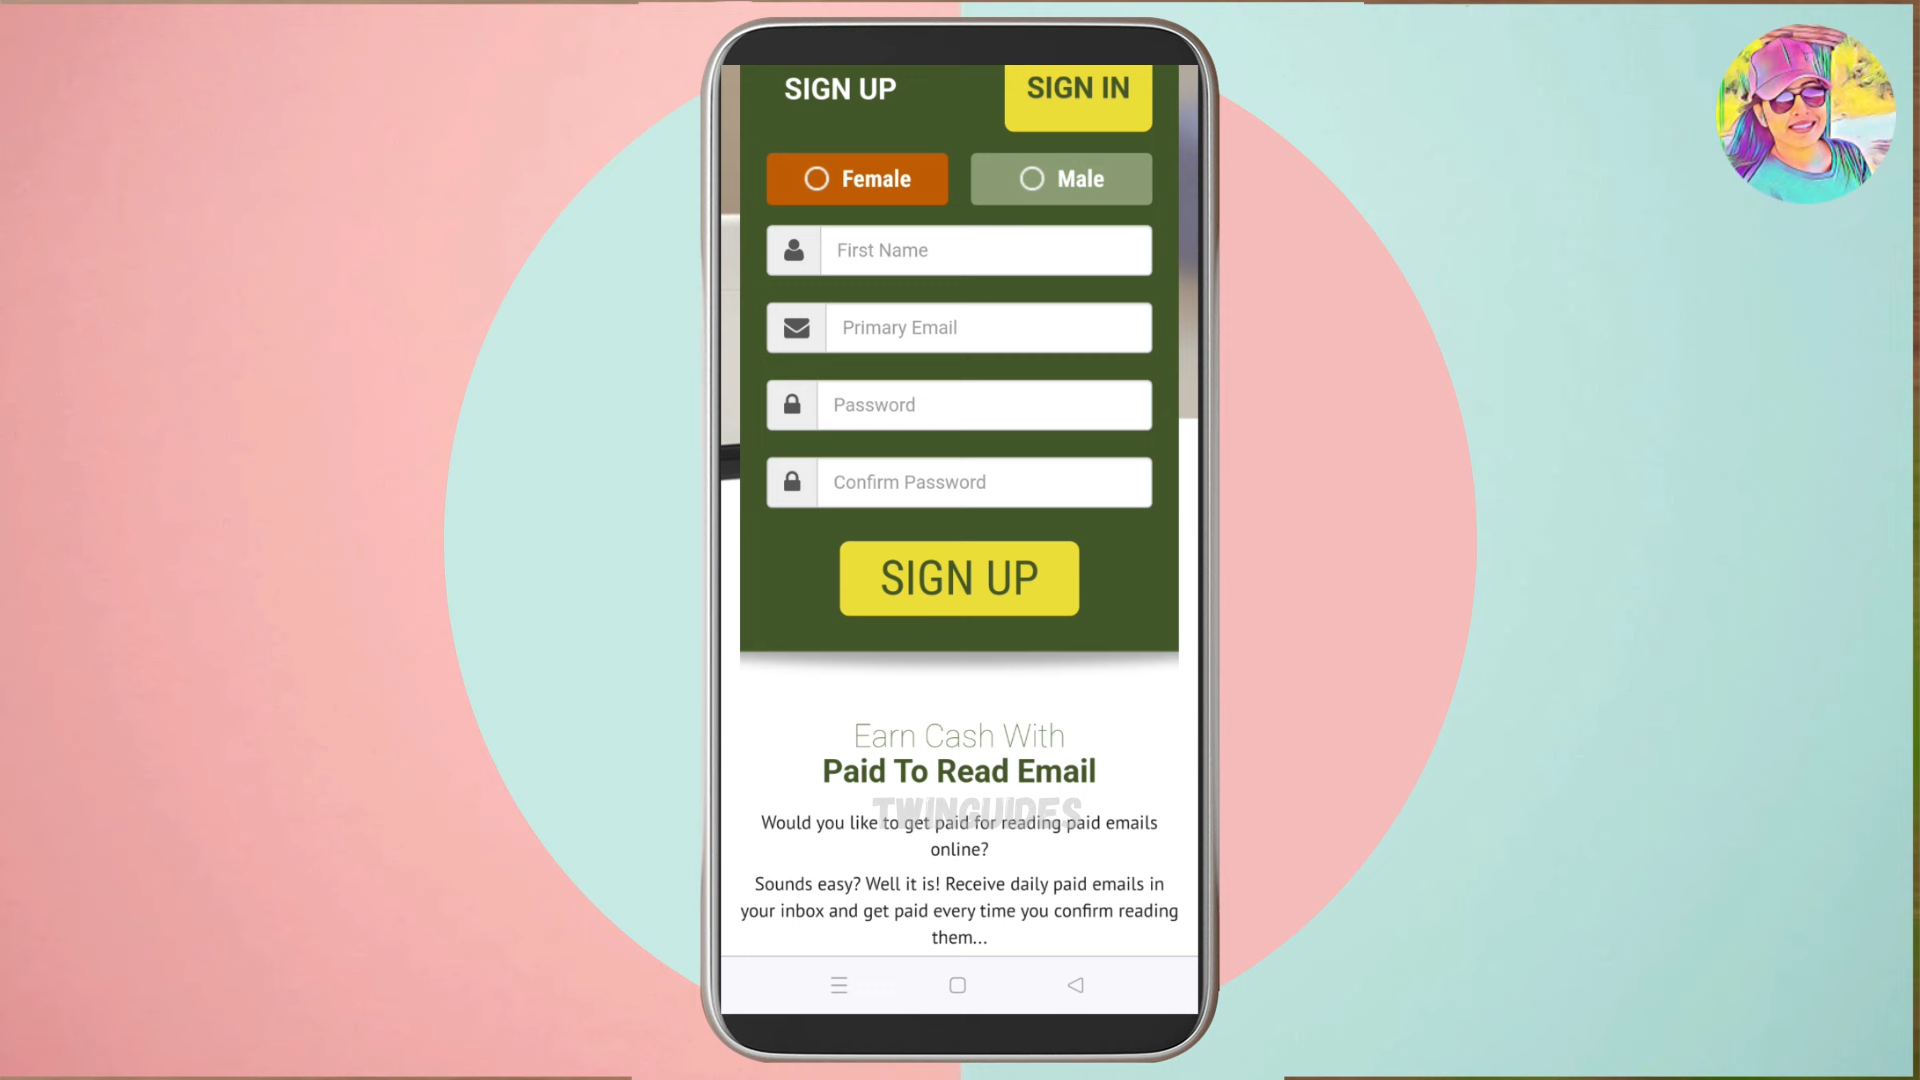 SIGN UP
SIGN IN
Female
Male
First Name
Primary Email
Password
Confirm Password
SIGN UP
Earn Cash With
Paid To Read Email
TWINGUIDES
Would you like to get paid for reading paid emails
online?
Sounds easy? Well it is! Receive daily paid emails in
your inbox and get paid every time you confirm reading
them...